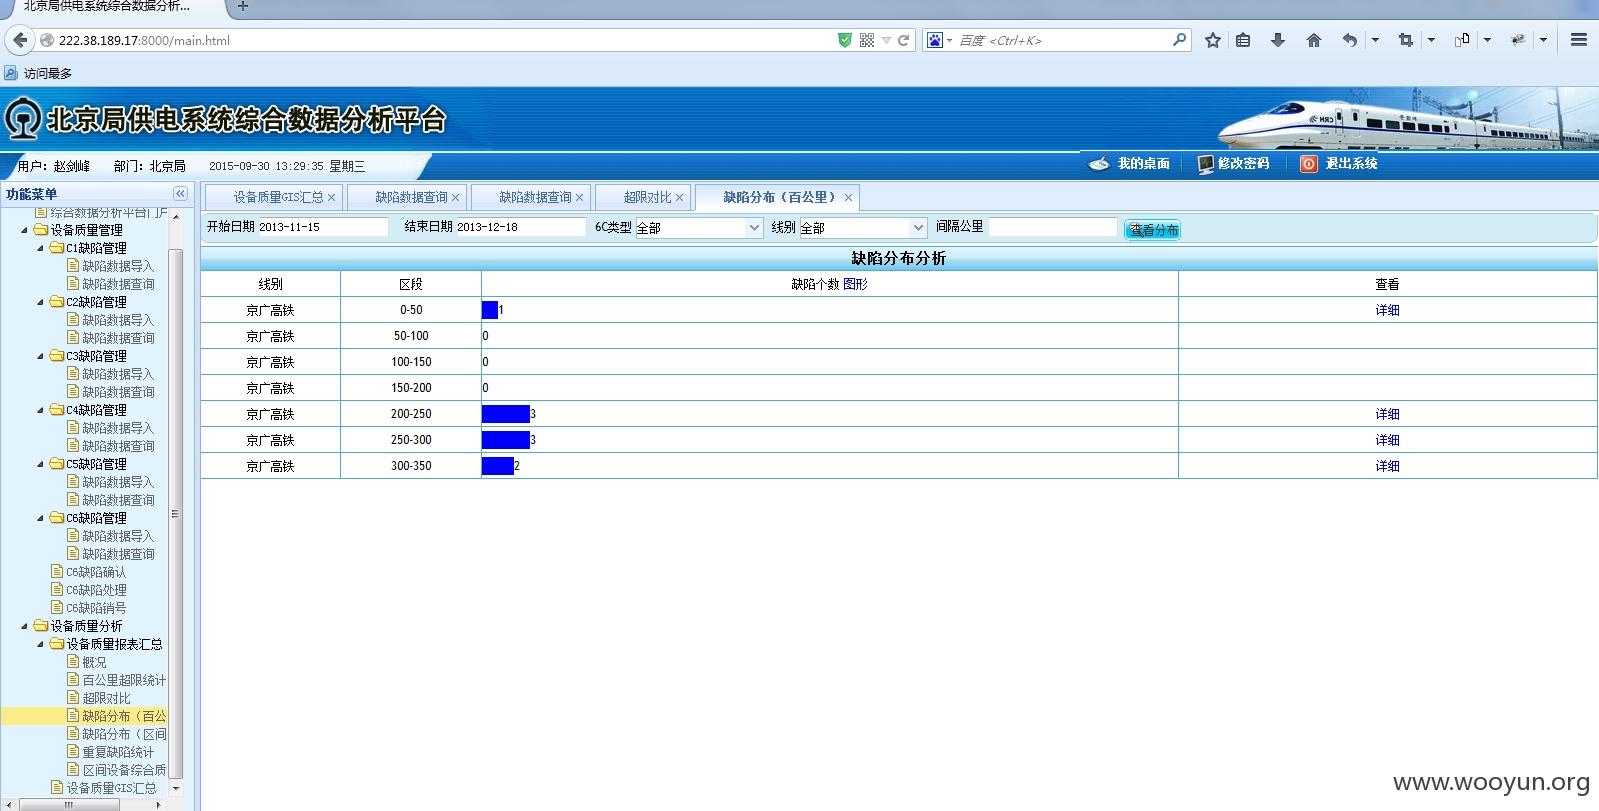 北京局供电系统综合数据分析...
222.38.189.17:8000/main.html
百度 <Ctrl+K>
访问最多
北京局供电系统综合数据分析平台
用户：赵剑峰 部门：北京局 2015-09-30 13:29:35 星期三
我的桌面 修改密码 退出系统
功能菜单
综合数据分析平台门户
设备质量管理
C1缺陷管理
缺陷数据导入
缺陷数据查询
C2缺陷管理
缺陷数据导入
缺陷数据查询
C3缺陷管理
缺陷数据导入
缺陷数据查询
C4缺陷管理
缺陷数据导入
缺陷数据查询
C5缺陷管理
缺陷数据导入
缺陷数据查询
C6缺陷管理
缺陷数据导入
缺陷数据查询
C6缺陷确认
C6缺陷处理
C6缺陷销号
设备质量分析
设备质量报表汇总
概况
百公里超限统计
超限对比
缺陷分布（百公
缺陷分布（区间
重复缺陷统计
区间设备综合质
设备质量GIS汇总
设备质量GIS汇总 缺陷数据查询 缺陷数据查询 超限对比 缺陷分布（百公里）
开始日期 2013-11-15 结束日期 2013-12-18 6C类型 全部 线别 全部 间隔公里 查看分布
缺陷分布分析
线别 区段 缺陷个数 图形 查看
京广高铁 0-50 1 详细
京广高铁 50-100 0
京广高铁 100-150 0
京广高铁 150-200 0
京广高铁 200-250 3 详细
京广高铁 250-300 3 详细
京广高铁 300-350 2 详细
www.wooyun.org